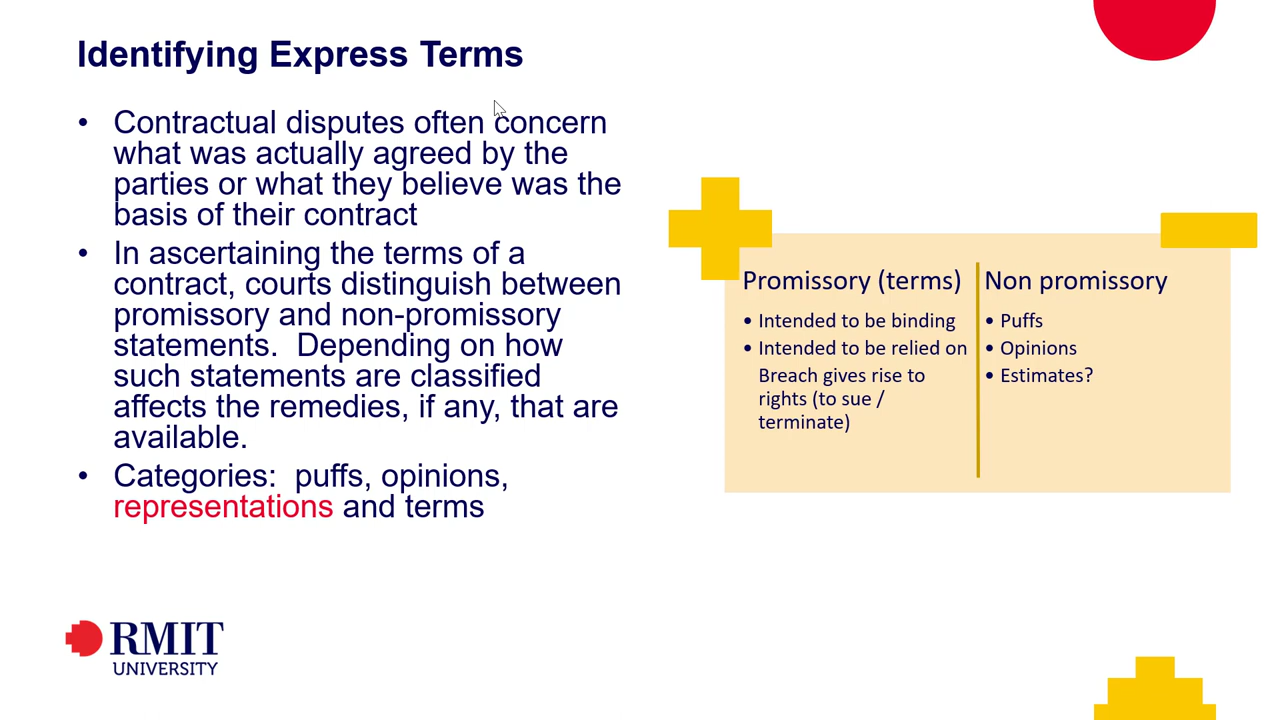 Identifying Express Terms
• Contractual disputes often concern
what was actually agreed by the
parties or what they believe was the
basis of their contract
• In ascertaining the terms of a
contract, courts distinguish between
promissory and non-promissory
statements.  Depending on how
such statements are classified
affects the remedies, if any, that are
available.
• Categories:  puffs, opinions,
representations and terms
Promissory (terms)
• Intended to be binding
• Intended to be relied on
Breach gives rise to
rights (to sue /
terminate)
Non promissory
• Puffs
• Opinions
• Estimates?
RMIT
UNIVERSITY